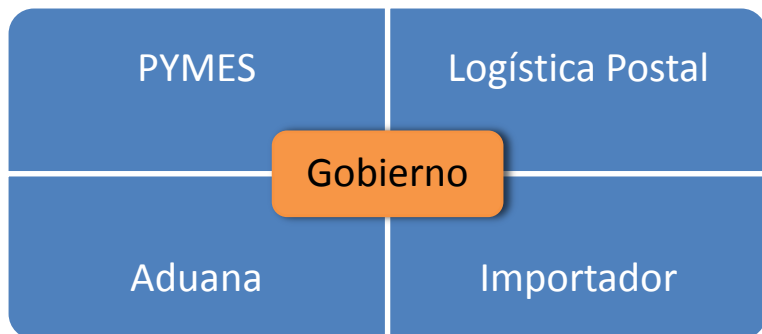 PYMES
Logística Postal
Gobierno
Aduana
Importador